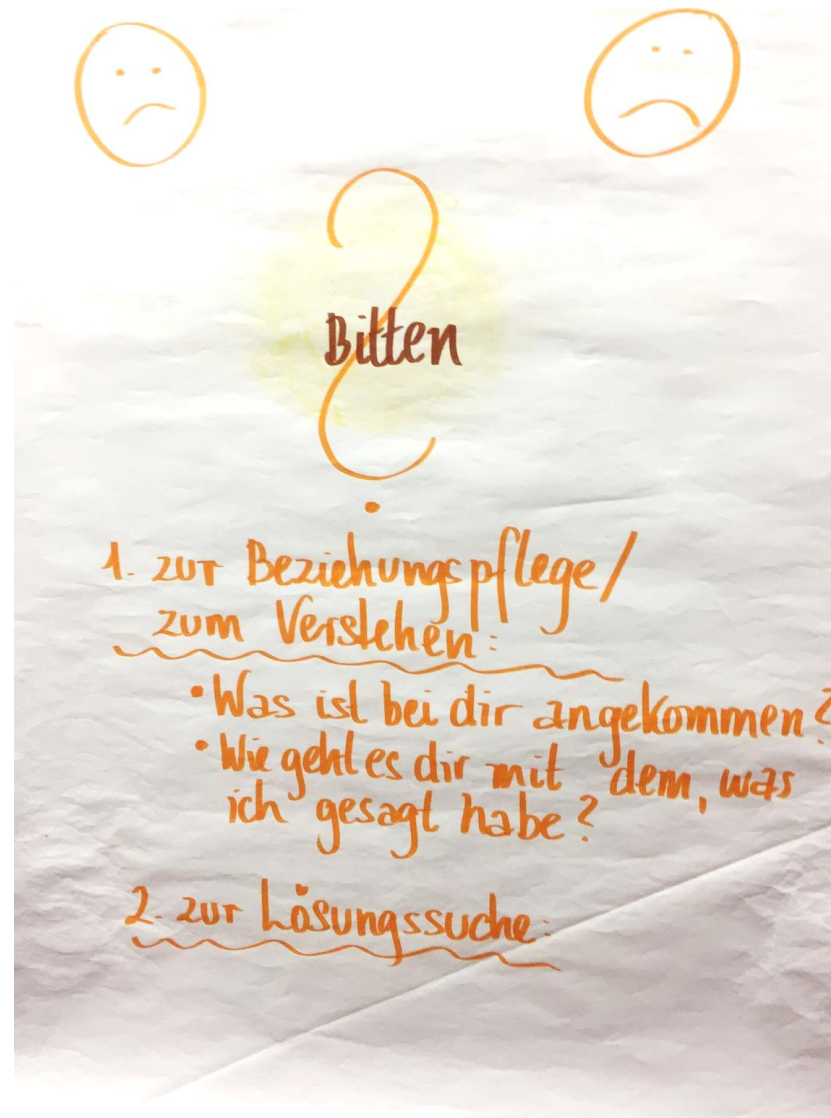 Bitten
1. zur Beziehungspflege/
zum Verstehen:
• Was ist bei dir angekommen?
• Wie geht es dir mit dem, was
ich gesagt habe?
2. zur Lösungssuche: